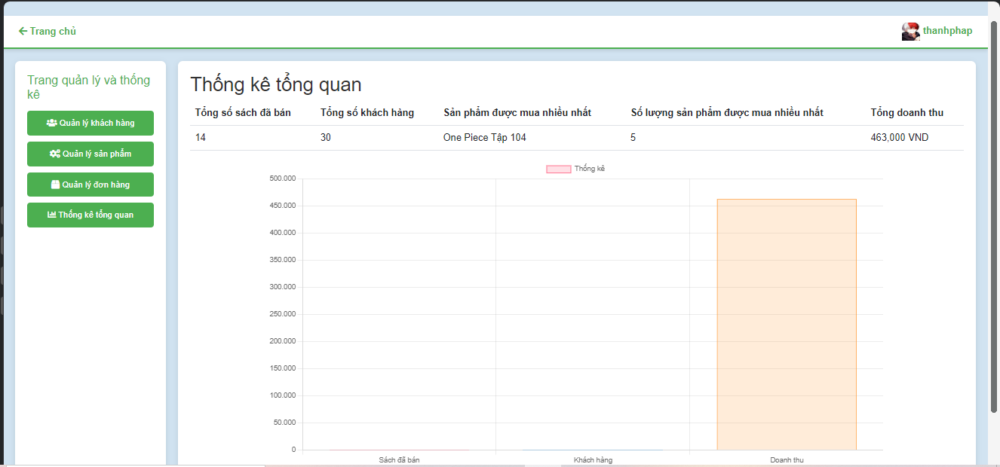 Trang chủ
thanhphap
Trang quản lý và thống
kê
Quản lý khách hàng
Quản lý sản phẩm
Quản lý đơn hàng
Thống kê tổng quan
Thống kê tổng quan
Tổng số sách đã bán Tổng số khách hàng Sản phẩm được mua nhiều nhất Số lượng sản phẩm được mua nhiều nhất Tổng doanh thu
14 30 One Piece Tập 104 5 463,000 VND
Thống kê
500.000
450.000
400.000
350.000
300.000
250.000
200.000
150.000
100.000
50.000
0
Sách đã bán Khách hàng Doanh thu